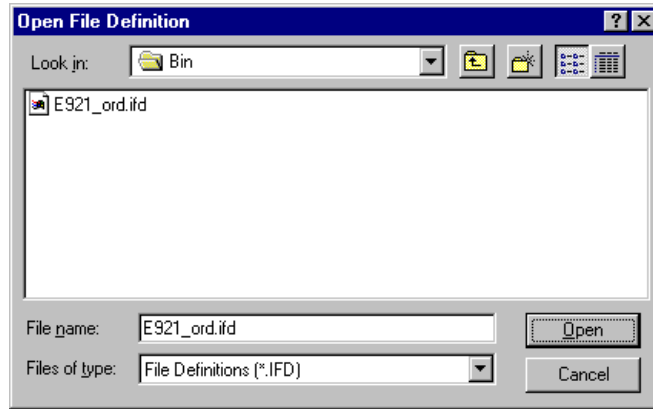 Open File Definition
Look in: Bin
E921_ord.ifd
File name: E921_ord.ifd Open
Files of type: File Definitions (*.IFD) Cancel